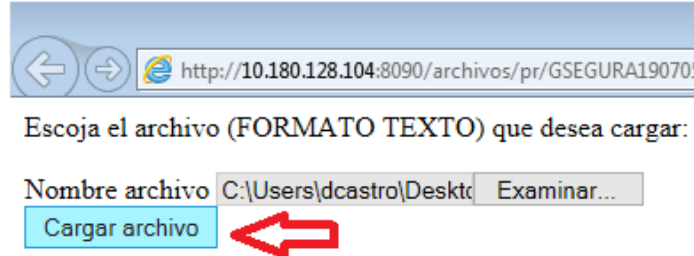 http://10.180.128.104:8090/archivos/pr/GSEGURA19070
Escoja el archivo (FORMATO TEXTO) que desea cargar:
Nombre archivo C:\Users\dcastro\Deskto Examinar...
Cargar archivo